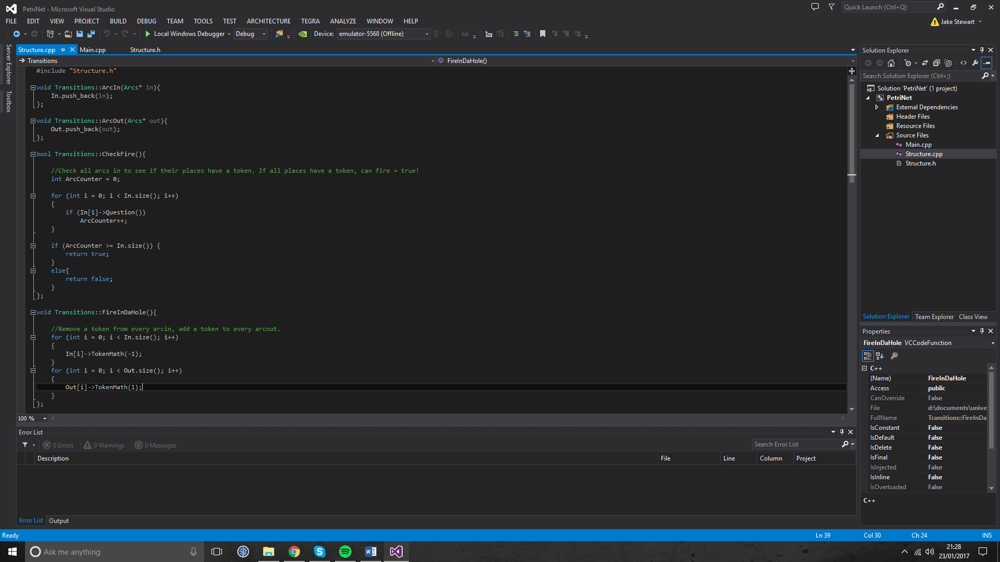 PetriNet - Microsoft Visual Studio
Quick Launch (Ctrl+Q)
FILE EDIT VIEW PROJECT BUILD DEBUG TEAM TOOLS TEST ARCHITECTURE TEGRA ANALYZE WINDOW HELP
Jake Stewart
Local Windows Debugger Debug Device: emulator-5568 (Offline)
Server Explorer
Toolbox
Structure.cpp Main.cpp Structure.h
Transitions FireInDaHole()
#include "Structure.h"
void Transitions::ArcIn(Arcs* in){
In.push_back(in);
};
void Transitions::ArcOut(Arcs* out){
Out.push_back(out);
};
bool Transitions::CheckFire(){
//Check all arcs in to see if their places have a token. If all places have a token, can fire = true!
int ArcCounter = 0;
for (int i = 0; i < In.size(); i++)
{
if (In[i]->Question())
ArcCounter++;
}
if (ArcCounter >= In.size()) {
return true;
}
else{
return false;
}
};
void Transitions::FireInDaHole(){
//Remove a token from every arcin, add a token to every arcout.
for (int i = 0; i < In.size(); i++)
{
In[i]->TokenMath(-1);
}
for (int i = 0; i < Out.size(); i++)
{
Out[i]->TokenMath(1);
}
};
100 %
Error List
0 Errors 0 Warnings 0 Messages
Search Error List
Description File Line Column Project
Error List Output
Solution Explorer
Search Solution Explorer (Ctrl+;)
Solution 'PetriNet' (1 project)
PetriNet
External Dependencies
Header Files
Resource Files
Source Files
Main.cpp
Structure.cpp
Structure.h
Solution Explorer Team Explorer Class View
Properties
FireInDaHole VCCodeFunction
C++
(Name) FireInDaHole
Access public
CanOverride False
File d:\documents\unive
FullName Transitions::FireInDa
IsConstant False
IsDefault False
IsDelete False
IsFinal False
IsInjected False
IsInline False
IsOverloaded False
C++
Ready Ln 39 Col 30 Ch 24 INS
Ask me anything
21:28
23/01/2017